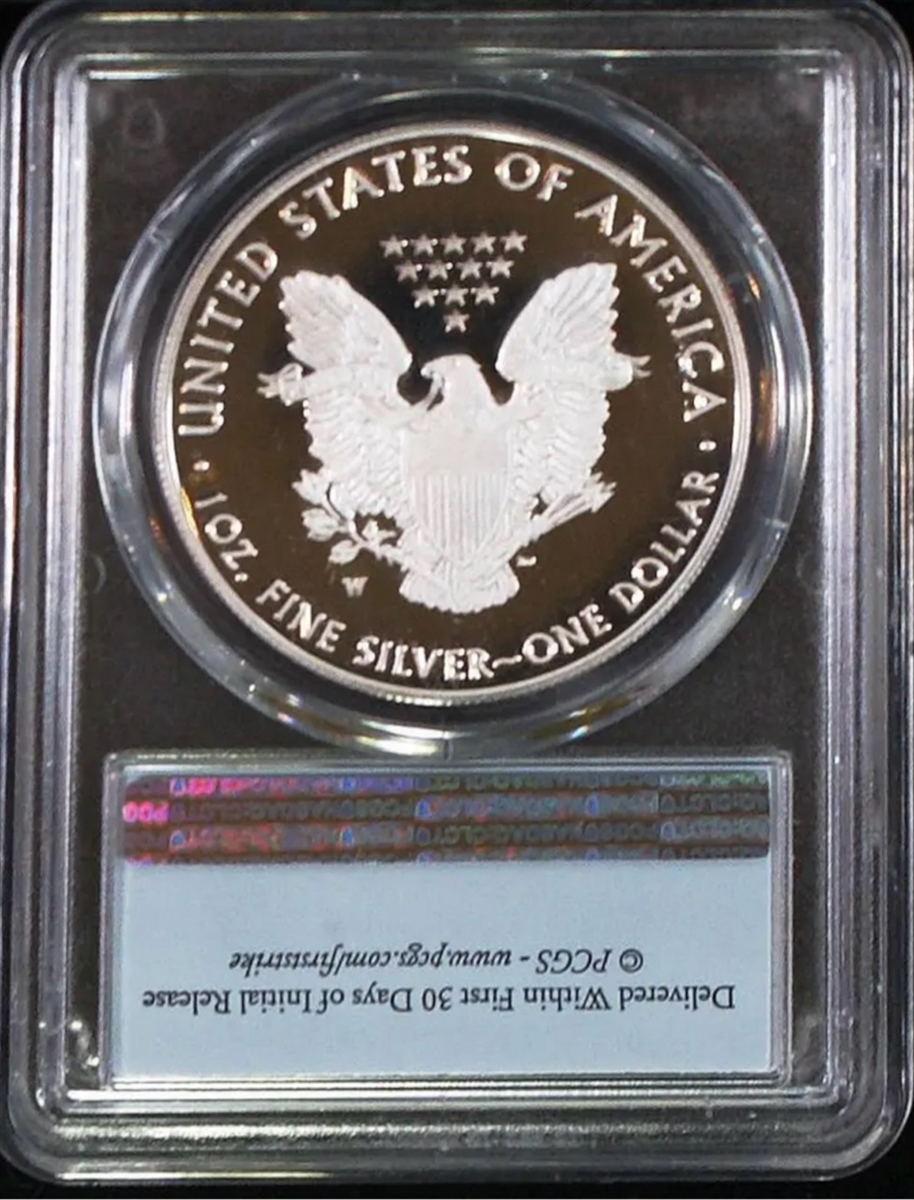 UNITED STATES OF AMERICA
· 1 OZ. FINE SILVER~ONE DOLLAR ·
W
Delivered Within First 30 Days of Initial Release
© PCGS - www.pcgs.com/firststrike